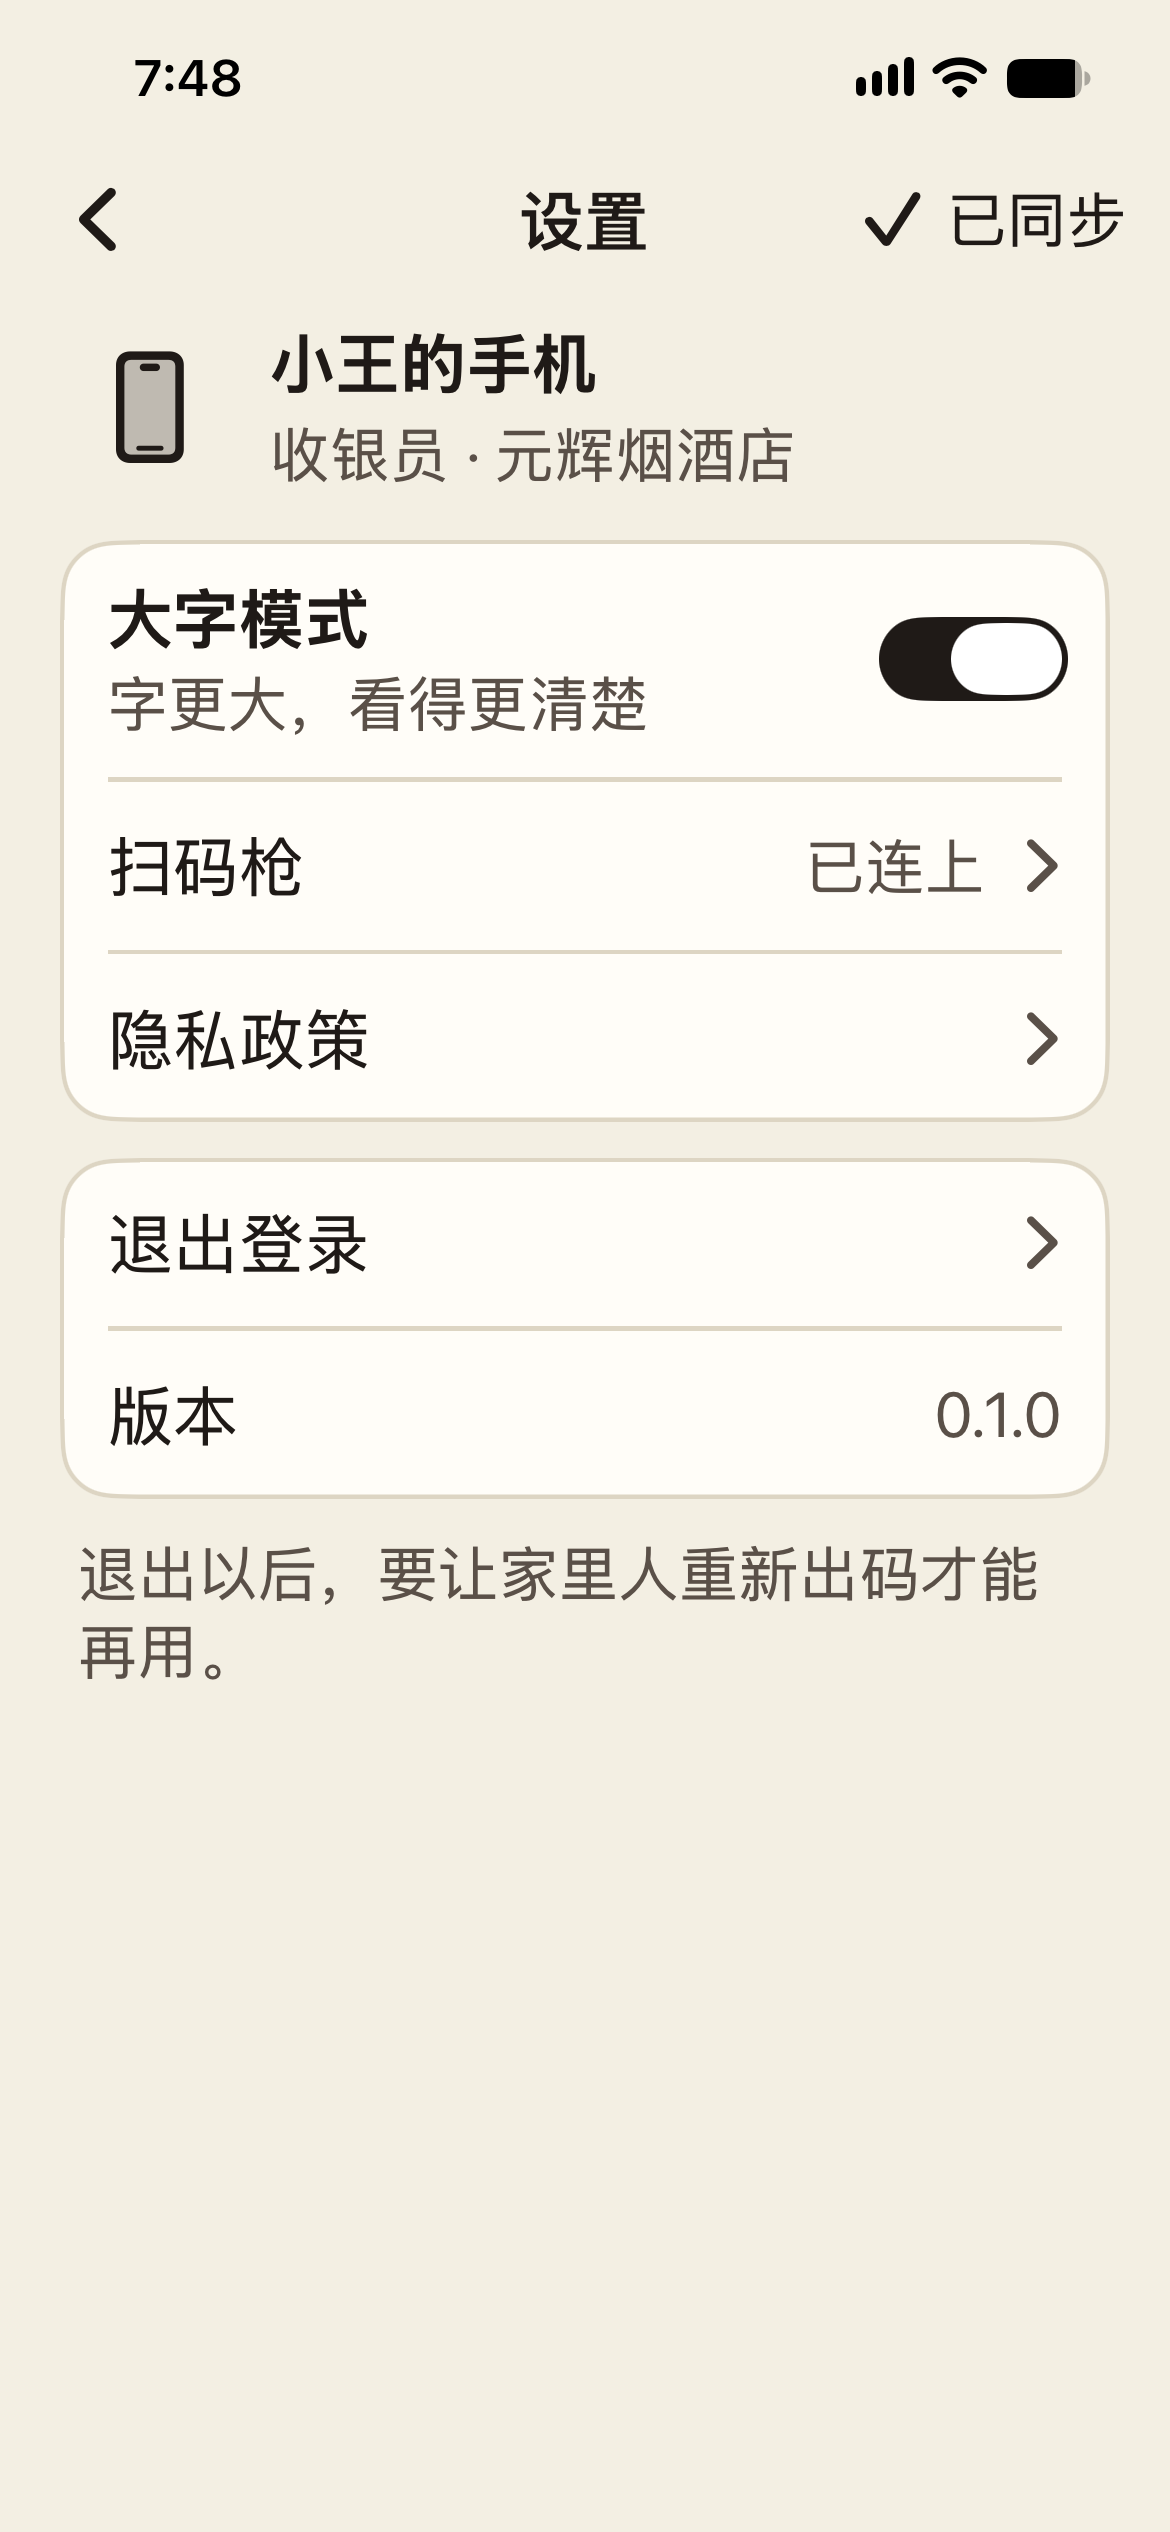 7:48
设置
已同步
小王的手机
收银员 · 元辉烟酒店
大字模式
字更大，看得更清楚
扫码枪
已连上
隐私政策
退出登录
版本
0.1.0
退出以后，要让家里人重新出码才能
再用。